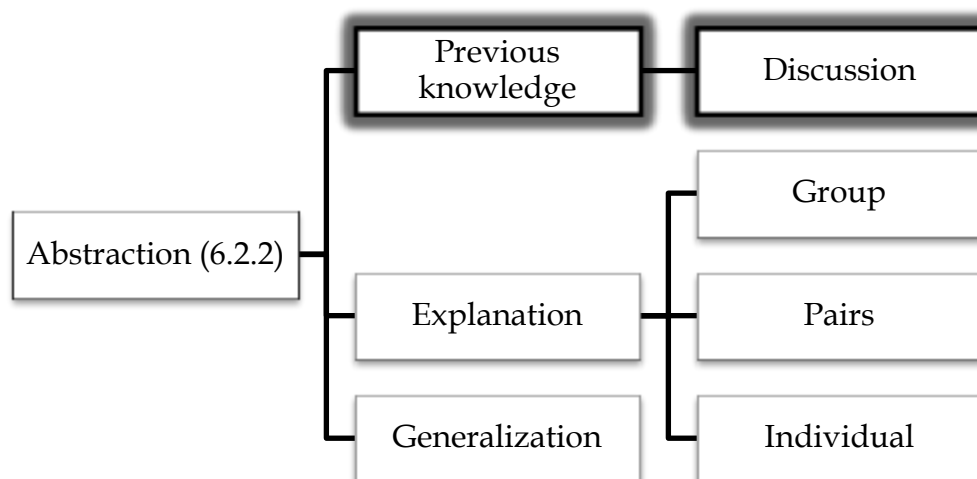 Previous
knowledge
Discussion
Group
Abstraction (6.2.2)
Explanation
Pairs
Generalization
Individual